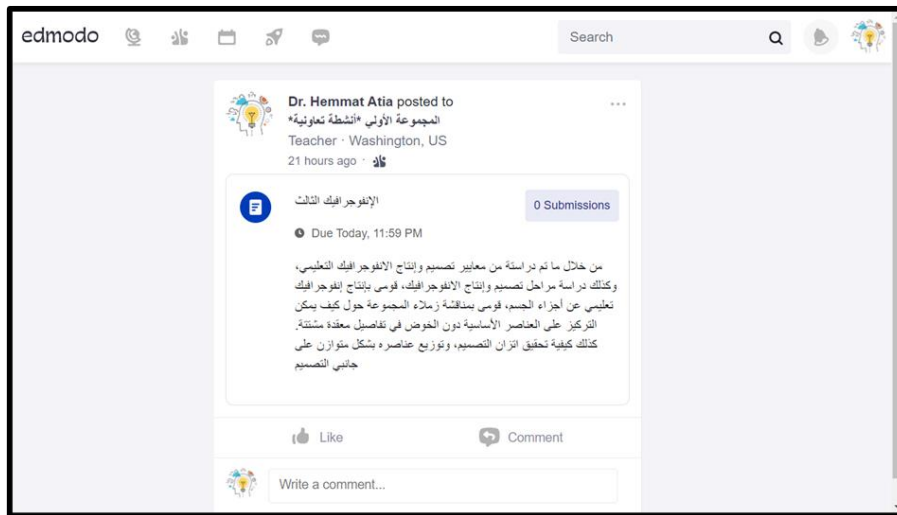 edmodo
Search
Dr. Hemmat Atia posted to
المجموعة الأولي *أنشطة تعاونية*
Teacher · Washington, US
21 hours ago ·
الإنفوجرافيك الثالث
0 Submissions
Due Today, 11:59 PM
من خلال ما تم دراستة من معايير تصميم وإنتاج الانفوجرافيك التعليمي،
وكذلك دراسة مراحل تصميم وإنتاج الانفوجرافيك، قومى بإنتاج إنفوجرافيك
تعليمي عن أجزاء الجسم، قومى بمناقشة زملاء المجموعة حول كيف يمكن
التركيز على العناصر الأساسية دون الخوض في تفاصيل معقدة مشتتة.
كذلك كيفية تحقيق اتزان التصميم، وتوزيع عناصره بشكل متوازن على
جانبي التصميم
Like
Comment
Write a comment...